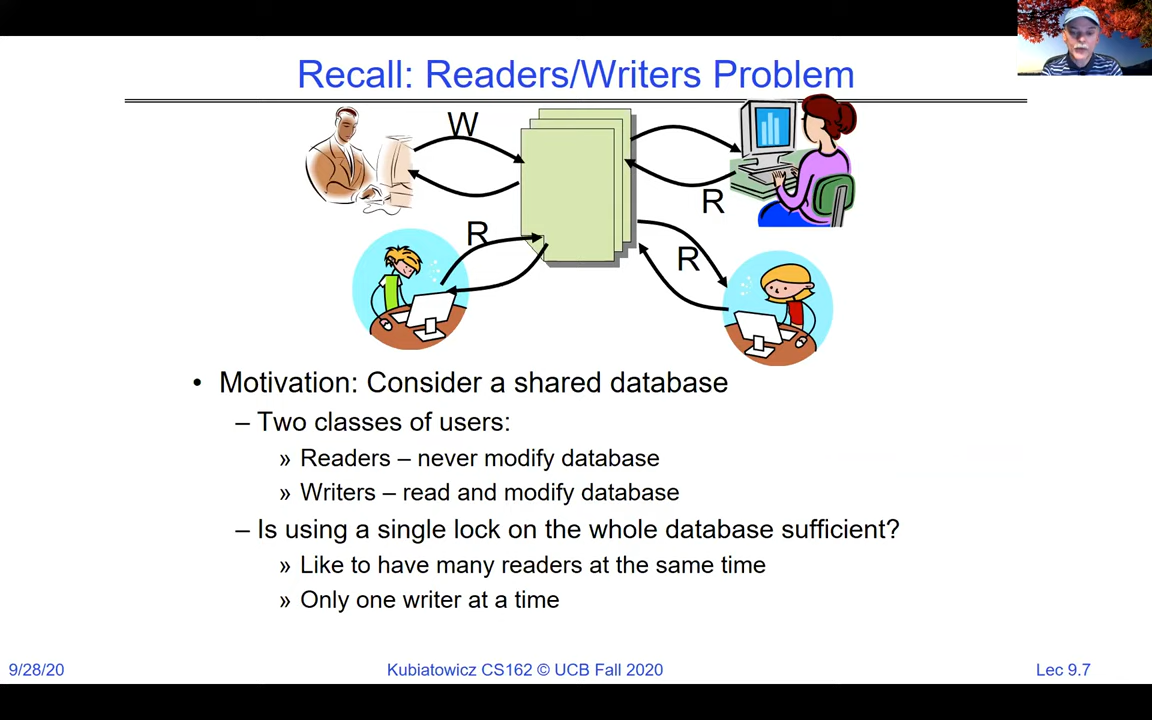 Recall: Readers/Writers Problem
W
R
R
R
• Motivation: Consider a shared database
– Two classes of users:
» Readers – never modify database
» Writers – read and modify database
– Is using a single lock on the whole database sufficient?
» Like to have many readers at the same time
» Only one writer at a time
9/28/20
Kubiatowicz CS162 © UCB Fall 2020
Lec 9.7